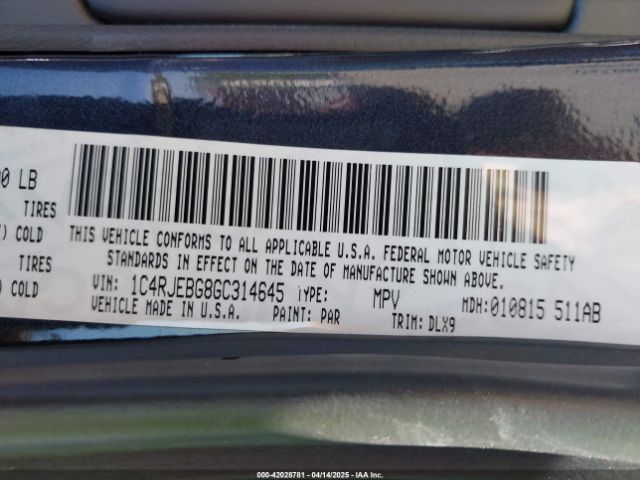 00 LB
TIRES
) COLD
TIRES
) COLD
THIS VEHICLE CONFORMS TO ALL APPLICABLE U.S.A. FEDERAL MOTOR VEHICLE SAFETY
STANDARDS IN EFFECT ON THE DATE OF MANUFACTURE SHOWN ABOVE.
VIN: 1C4RJEBG8GC314645 TYPE: MPV MDH:010815 511AB
VEHICLE MADE IN U.S.A. PAINT: PAR TRIM: DLX9
000-42028781 - 04/14/2025 - IAA Inc.